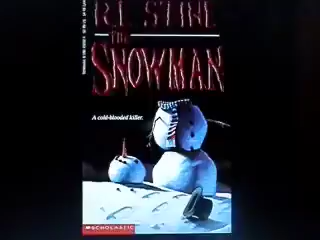 R.L. STINE
THE
SNOWMAN
A cold-blooded killer.
SCHOLASTIC